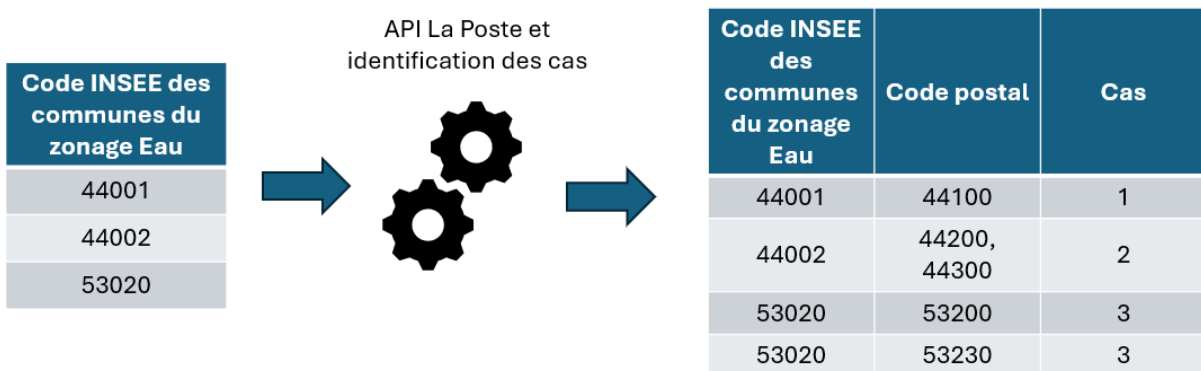 API La Poste et
identification des cas
Code INSEE des
communes du
zonage Eau
44001
44002
53020
Code INSEE
des
communes
du zonage
Eau
Code postal
Cas
44001 44100 1
44002 44200,
44300 2
53020 53200 3
53020 53230 3